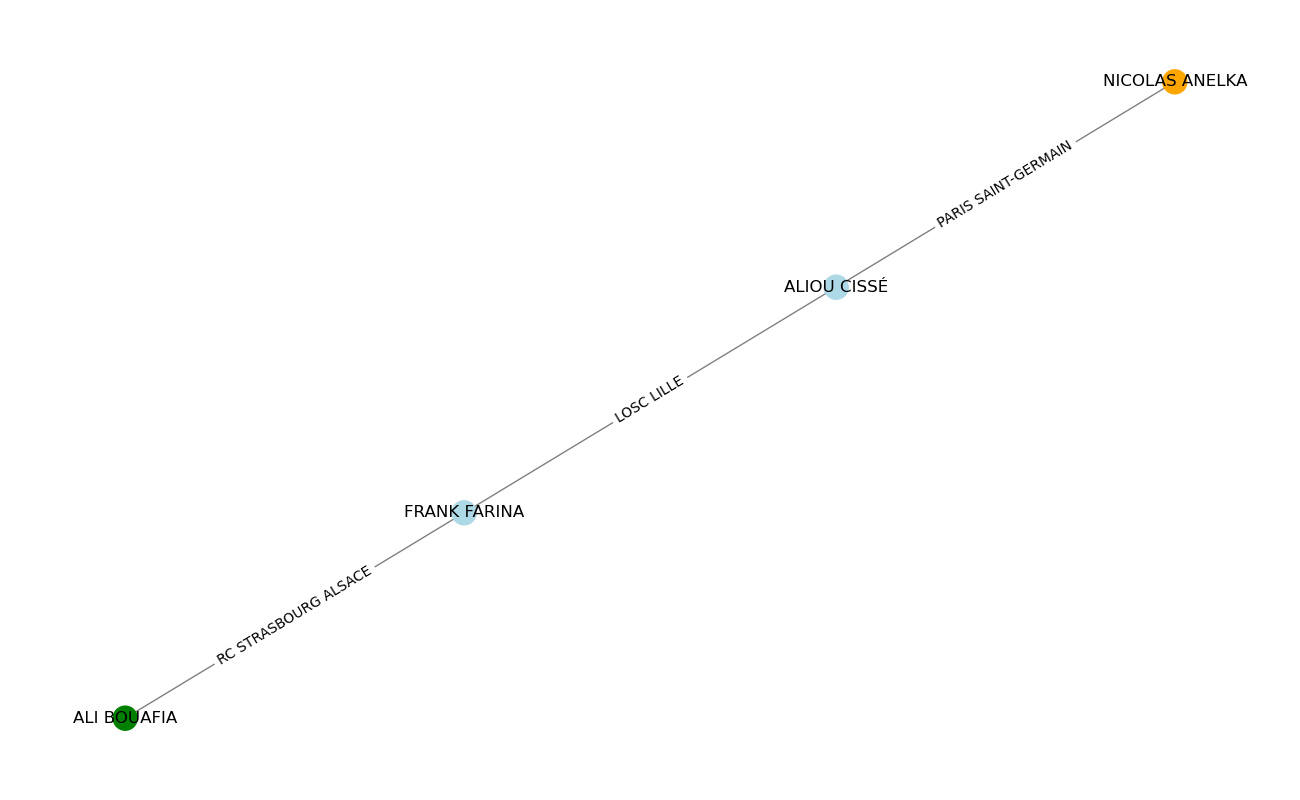 NICOLAS ANELKA
PARIS SAINT-GERMAIN
ALIOU CISSÉ
LOSC LILLE
FRANK FARINA
RC STRASBOURG ALSACE
ALI BOUAFIA